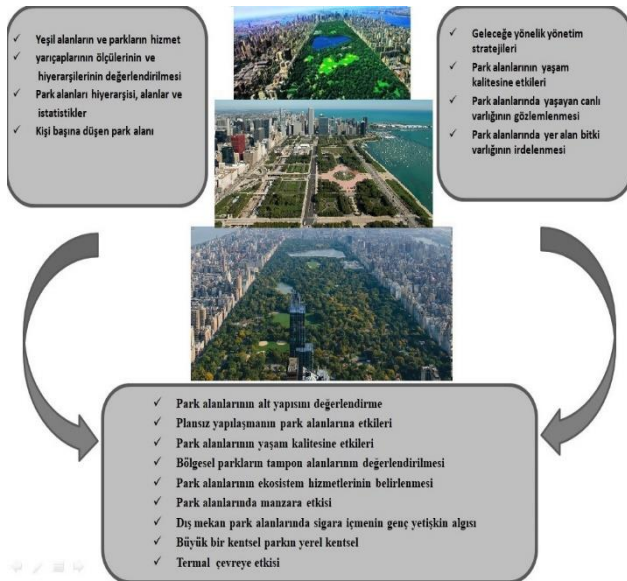 Yeşil alanların ve parkların hizmet
yarıçaplarının ölçülerinin ve
hiyerarşilerinin değerlendirilmesi
Park alanları hiyerarşisi, alanlar ve
istatistikler
Kişi başına düşen park alanı
Geleceğe yönelik yönetim
stratejileri
Park alanlarının yaşam
kalitesine etkileri
Park alanlarında yaşayan canlı
varlığının gözlemlenmesi
Park alanlarında yer alan bitki
varlığının irdelenmesi
Park alanlarının alt yapısını değerlendirme
Plansız yapılaşmanın park alanlarına etkileri
Park alanlarının yaşam kalitesine etkileri
Bölgesel parkların tampon alanlarının değerlendirilmesi
Park alanlarının ekosistem hizmetlerinin belirlenmesi
Park alanlarında manzara etkisi
Dış mekan park alanlarında sigara içmenin genç yetişkin algısı
Büyük bir kentsel parkın yerel kentsel
Termal çevreye etkisi